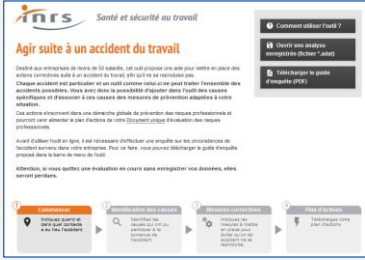 inrs
Santé et sécurité au travail
Agir suite à un accident du travail
Destiné aux entreprises de moins de 50 salariés, cet outil propose une aide pour mettre en place des
actions correctives suite à un accident du travail, afin qu'il ne se reproduise pas.
Chaque accident est particulier et un outil comme celui-ci ne peut traiter l'ensemble des
accidents possibles. Vous avez donc la possibilité d'ajouter dans l'outil des causes
spécifiques et d'associer à ces causes des mesures de prévention adaptées à votre
situation.
Ces actions s'inscrivent dans une démarche globale de prévention des risques professionnels et
pourront venir alimenter le plan d'actions de votre Document unique d'évaluation des risques
professionnels.
Avant d'utiliser l'outil en ligne, il est nécessaire d'effectuer une enquête sur les circonstances de
l'accident survenu dans votre entreprise. Pour ce faire, vous pouvez télécharger le guide d'enquête
proposé dans la barre de menu de l'outil.
Attention, si vous quittez une évaluation en cours sans enregistrer vos données, elles
seront perdues.
Comment utiliser l'outil ?
Ouvrir une analyse
enregistrée (fichier *.adat)
Télécharger le guide
d'enquête (PDF)
1
Commencer
Indiquez quand et
dans quel contexte
a eu lieu l'accident
2
Identification des causes
Identifiez les
causes qui ont pu
participer à la
survenue de
l'accident
3
Mesures correctives
Indiquez les
mesures à mettre
en place pour
éviter qu'un tel
accident ne se
reproduise
4
Plan d'actions
Téléchargez votre
plan d'actions